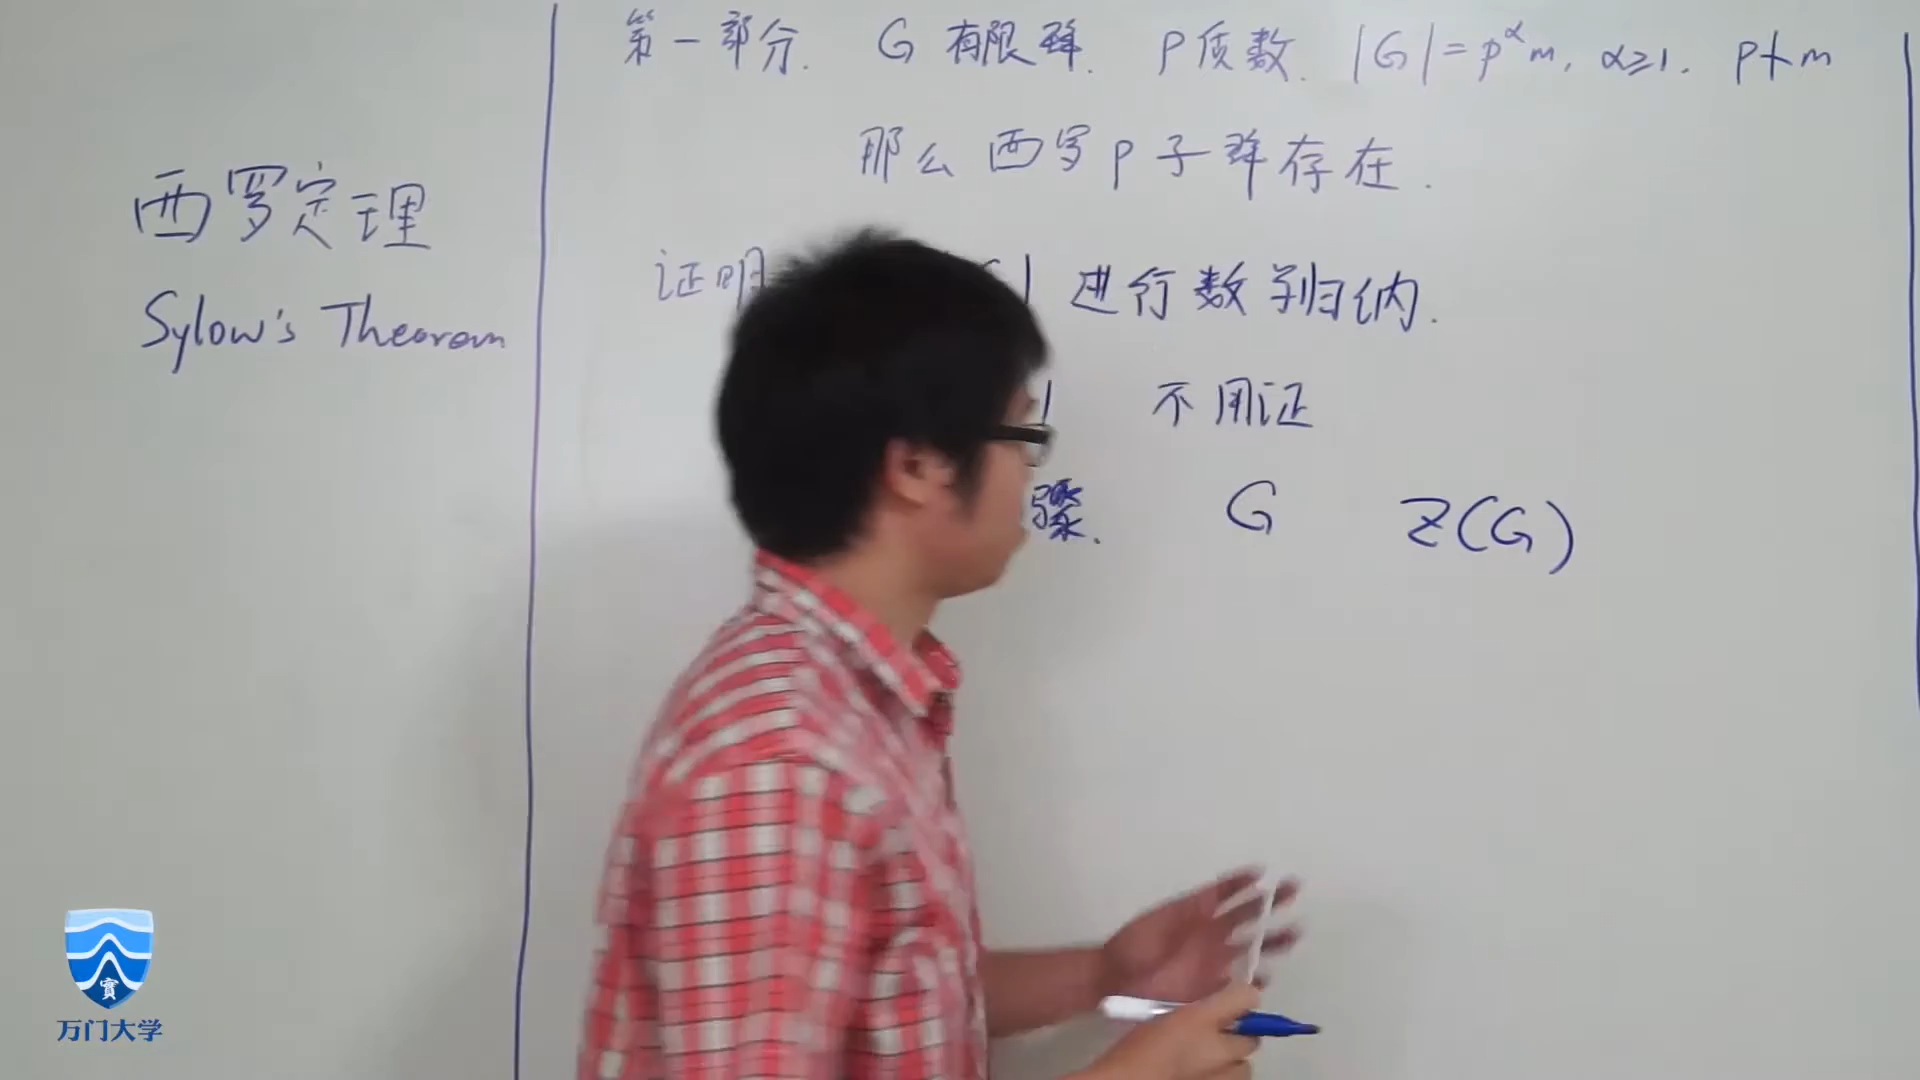 西罗定理
Sylow's Theorem
第一部分. G 有限群. P 质数. |G|=p^α m, α≥1. p∤m
那么 西罗 p 子群存在.
证明 | 进行数学归纳.
不用证
骤. G Z(G)
實
万门大学